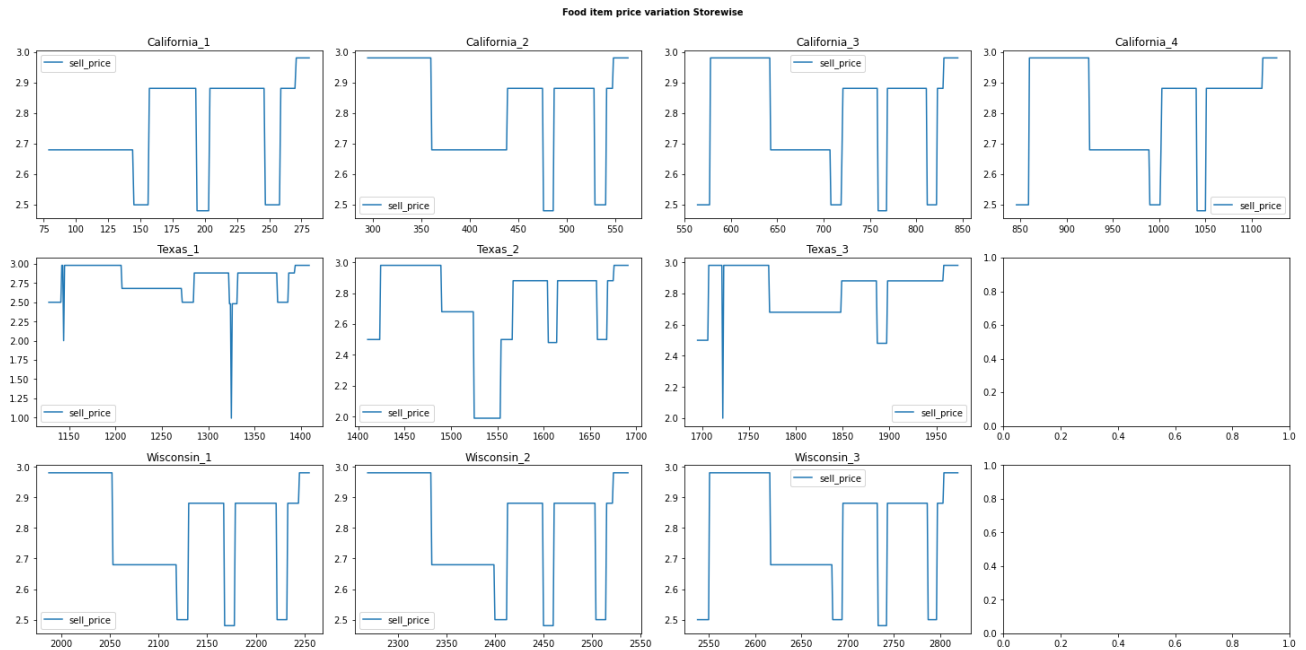 Food item price variation Storewise
California_1
3.0
2.9
2.8
2.7
2.6
2.5
sell_price
75 100 125 150 175 200 225 250 275
California_2
3.0
2.9
2.8
2.7
2.6
2.5
sell_price
300 350 400 450 500 550
California_3
3.0
2.9
2.8
2.7
2.6
2.5
sell_price
550 600 650 700 750 800 850
California_4
3.0
2.9
2.8
2.7
2.6
2.5
sell_price
850 900 950 1000 1050 1100
Texas_1
3.00
2.75
2.50
2.25
2.00
1.75
1.50
1.25
1.00
sell_price
1150 1200 1250 1300 1350 1400
Texas_2
3.0
2.8
2.6
2.4
2.2
2.0
sell_price
1400 1450 1500 1550 1600 1650 1700
Texas_3
3.0
2.8
2.6
2.4
2.2
2.0
sell_price
1700 1750 1800 1850 1900 1950
1.0
0.8
0.6
0.4
0.2
0.0
0.0 0.2 0.4 0.6 0.8 1.0
Wisconsin_1
3.0
2.9
2.8
2.7
2.6
2.5
sell_price
2000 2050 2100 2150 2200 2250
Wisconsin_2
3.0
2.9
2.8
2.7
2.6
2.5
sell_price
2300 2350 2400 2450 2500 2550
Wisconsin_3
3.0
2.9
2.8
2.7
2.6
2.5
sell_price
2550 2600 2650 2700 2750 2800
1.0
0.8
0.6
0.4
0.2
0.0
0.0 0.2 0.4 0.6 0.8 1.0